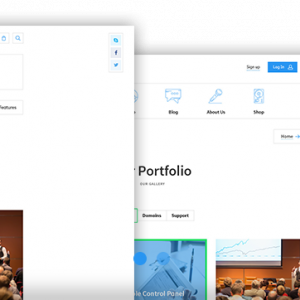 Sign up
Log In
Blog
About Us
Shop
Features
Home
Portfolio
OUR GALLERY
Domains
Support
Control Panel